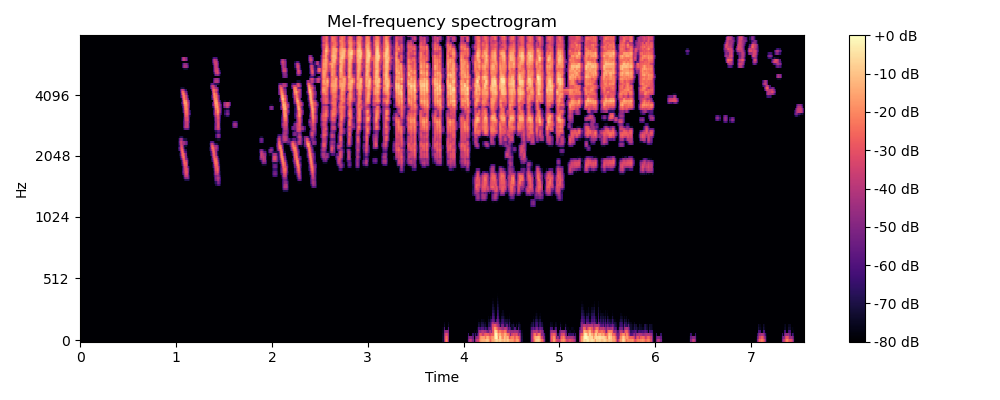 Mel-frequency spectrogram
Hz
4096
2048
1024
512
0
0 1 2 3 4 5 6 7
Time
+0 dB
-10 dB
-20 dB
-30 dB
-40 dB
-50 dB
-60 dB
-70 dB
-80 dB